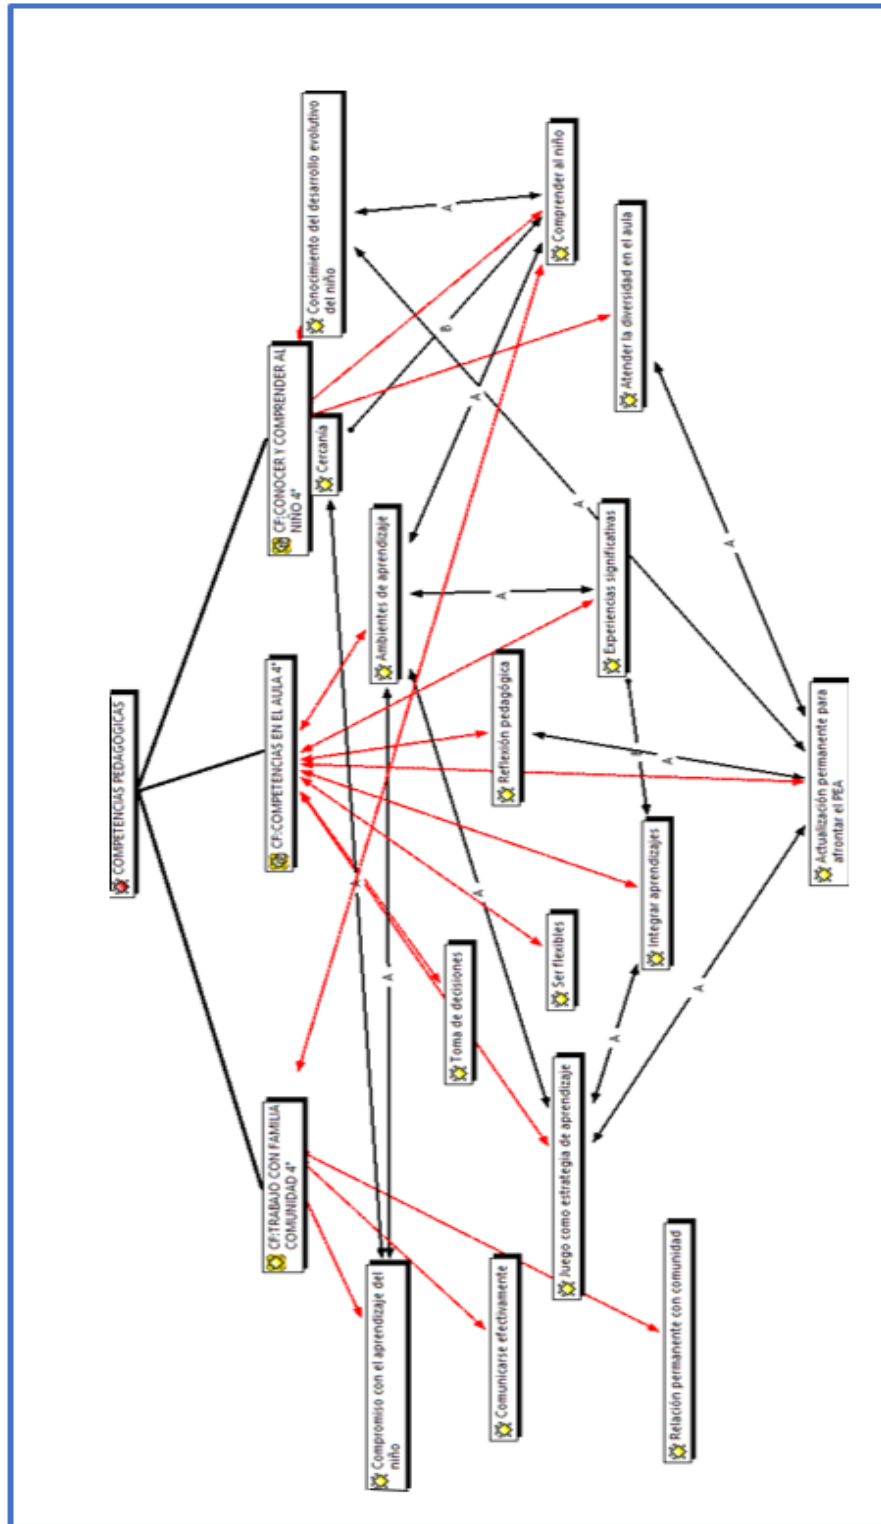 COMPETENCIAS PEDAGOGICAS
CF:TRABAJO CON FAMILIA
COMUNIDAD 4°
CF:COMPETENCIAS EN EL AULA 4°
CF:CONOCER Y COMPRENDER AL
NIÑO 4°
Conocimiento del desarrollo evolutivo
del niño
Cercanía
Compromiso con el aprendizaje del
niño
Ambientes de aprendizaje
Toma de decisiones
Comunicarse efectivamente
Reflexión pedagógica
Ser flexibles
Comprender al niño
Juego como estrategia de aprendizaje
Experiencias significativas
Atender la diversidad en el aula
Integrar aprendizajes
Relación permanente con comunidad
Actualización permanente para
afrontar el PEA
A
B
A
A
A
A
A
A
A
A
B
A
A
A